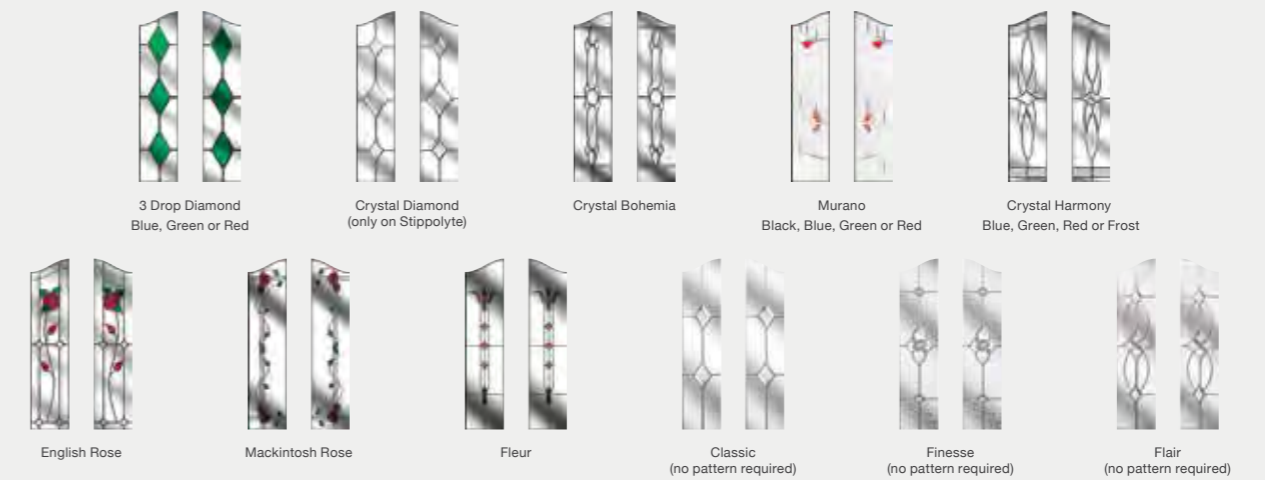 3 Drop Diamond
Blue, Green or Red
Crystal Diamond
(only on Stippolyte)
Crystal Bohemia
Murano
Black, Blue, Green or Red
Crystal Harmony
Blue, Green, Red or Frost
English Rose
Mackintosh Rose
Fleur
Classic
(no pattern required)
Finesse
(no pattern required)
Flair
(no pattern required)